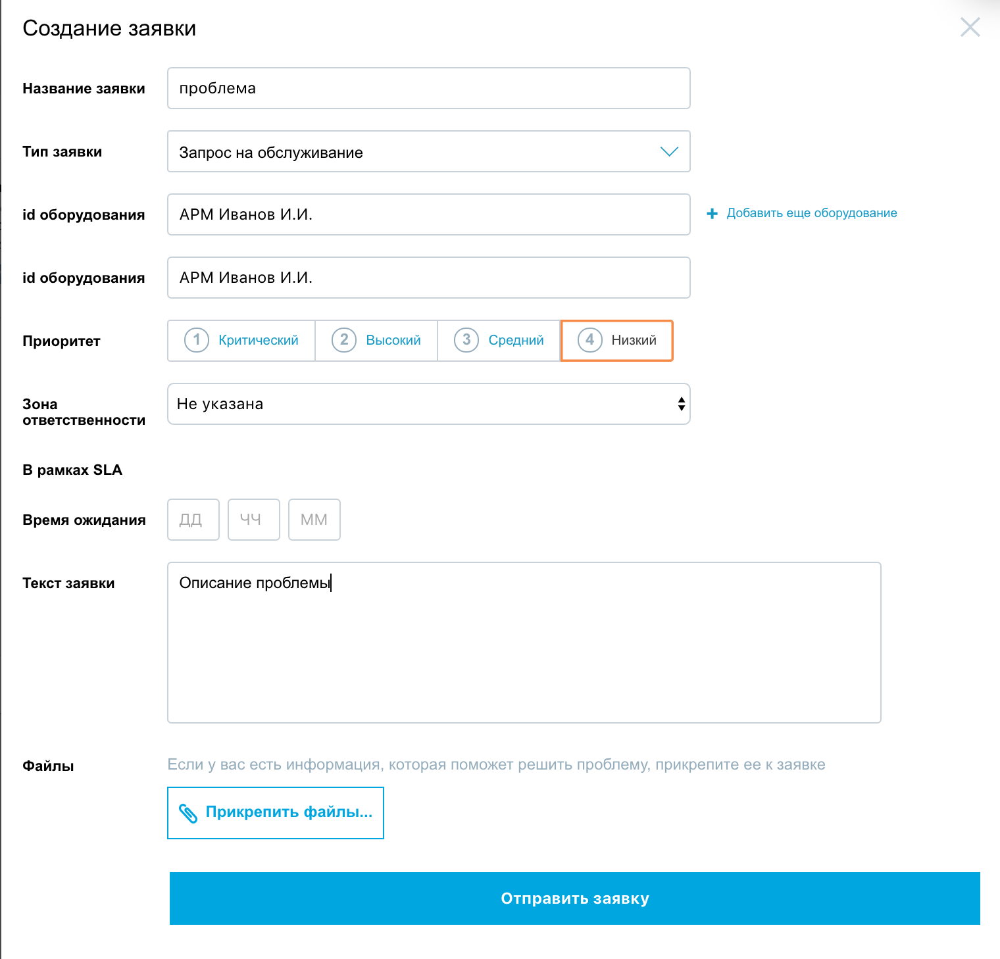 Создание заявки
Название заявки
проблема
Тип заявки
Запрос на обслуживание
id оборудования
АРМ Иванов И.И.
Добавить еще оборудование
id оборудования
АРМ Иванов И.И.
Приоритет
1 Критический
2 Высокий
3 Средний
4 Низкий
Зона
ответственности
Не указана
В рамках SLA
Время ожидания
ДД
ЧЧ
ММ
Текст заявки
Описание проблемы
Файлы
Если у вас есть информация, которая поможет решить проблему, прикрепите ее к заявке
Прикрепить файлы...
Отправить заявку